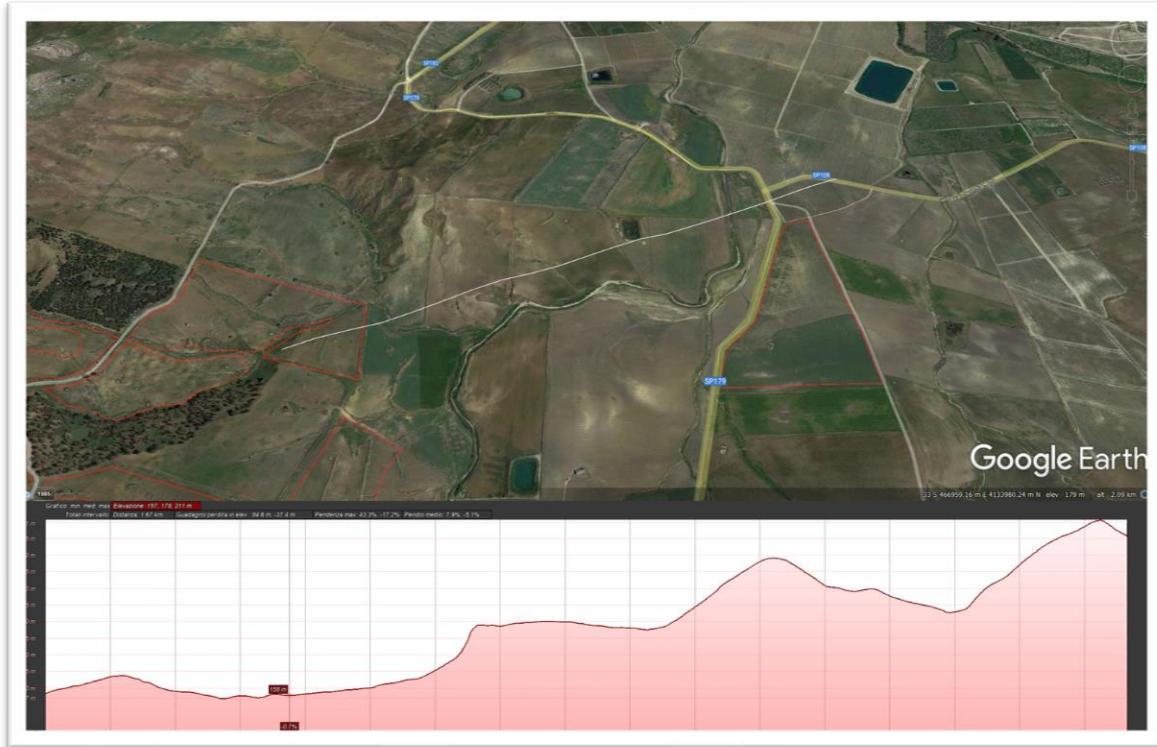 SP182
SP179
SP108
SP108
SP179
Google Earth
1985
33 S 466959.16 m E 4133980.24 m N elev 179 m alt 2.09 km
Grafico: min, med, max Elevazione: 157, 178, 211 m
Totali intervallo: Distanza: 1.67 km Guadagno/perdita in elev.: 94.8 m, -37.4 m Pendenza max: 43.3%, -17.2% Pendio medio: 7.9%, -5.1%
158 m
-0.7%